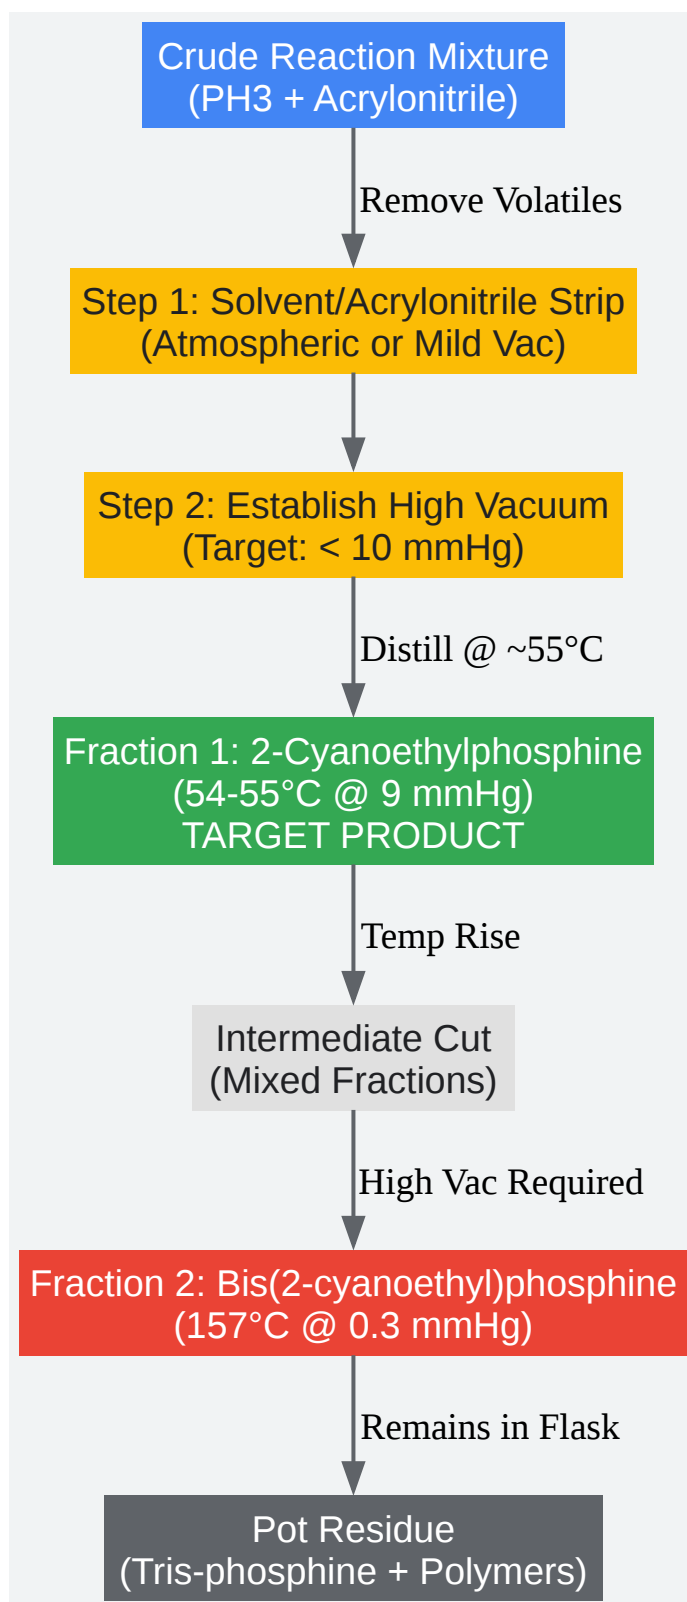 Crude Reaction Mixture
(PH3 + Acrylonitrile)
Remove Volatiles
Step 1: Solvent/Acrylonitrile Strip
(Atmospheric or Mild Vac)
Step 2: Establish High Vacuum
(Target: < 10 mmHg)
Distill @ ~55°C
Fraction 1: 2-Cyanoethylphosphine
(54-55°C @ 9 mmHg)
TARGET PRODUCT
Temp Rise
Intermediate Cut
(Mixed Fractions)
High Vac Required
Fraction 2: Bis(2-cyanoethyl)phosphine
(157°C @ 0.3 mmHg)
Remains in Flask
Pot Residue
(Tris-phosphine + Polymers)